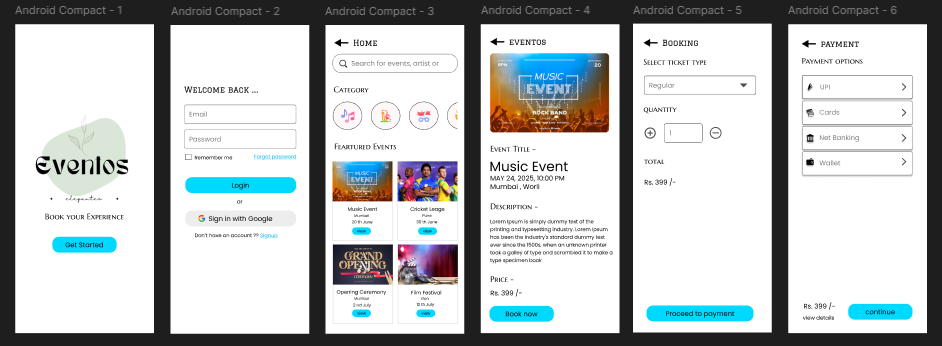 Android Compact - 1
Eventos
elegantea
Book your Experience
Get Started
Android Compact - 2
Welcome back ...
Email
Password
Remember me
Forgot password
Login
or
Sign in with Google
Don't have an account ?? Signup
Android Compact - 3
Home
Search for events, artist or
Category
Feartured Events
MUSIC
EVENT
Music Event
Mumbai
20 th June
view
Cricket Leage
Pune
30 th June
view
GRAND
OPENING
CEREMONY
Opening Ceremony
Mumbai
2 nd July
view
Film Festival
12 th July
view
Android Compact - 4
EVENTOS
8PM
20
MUSIC
EVENT
ROCK BAND
Event Title -
Music Event
MAY 24, 2025, 10:00 PM
Mumbai , Worli
Description -
Lorem Ipsum is simply dummy text of the
printing and typesetting industry. Lorem Ipsum
has been the industry's standard dummy text
ever since the 1500s, when an unknown printer
took a galley of type and scrambled it to make a
type specimen book
Price -
Rs. 399 /-
Book now
Android Compact - 5
Booking
Select ticket type
Regular
QUANTITY
1
TOTAL
Rs. 399 /-
Proceed to payment
Android Compact - 6
PAYMENT
Payment options
UPI
Cards
Net Banking
Wallet
Rs. 399 /-
view details
continue